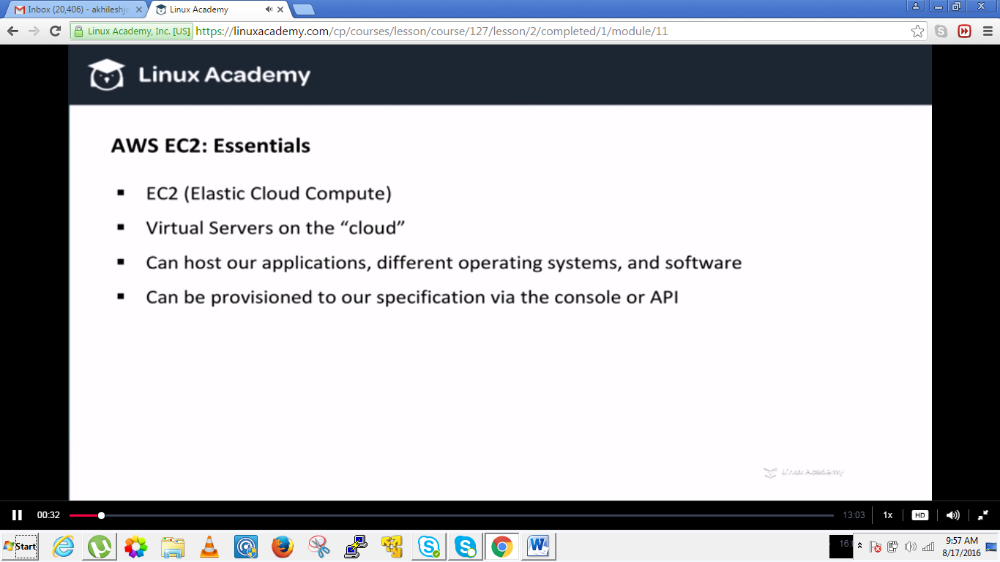 Inbox (20,406) - akhileshj
Linux Academy
Linux Academy, Inc. [US]
https://linuxacademy.com/cp/courses/lesson/course/127/lesson/2/completed/1/module/11
Linux Academy
AWS EC2: Essentials
▪ EC2 (Elastic Cloud Compute)
▪ Virtual Servers on the “cloud”
▪ Can host our applications, different operating systems, and software
▪ Can be provisioned to our specification via the console or API
Linux Academy
00:32
13:03
1x
HD
Start
9:57 AM
8/17/2016